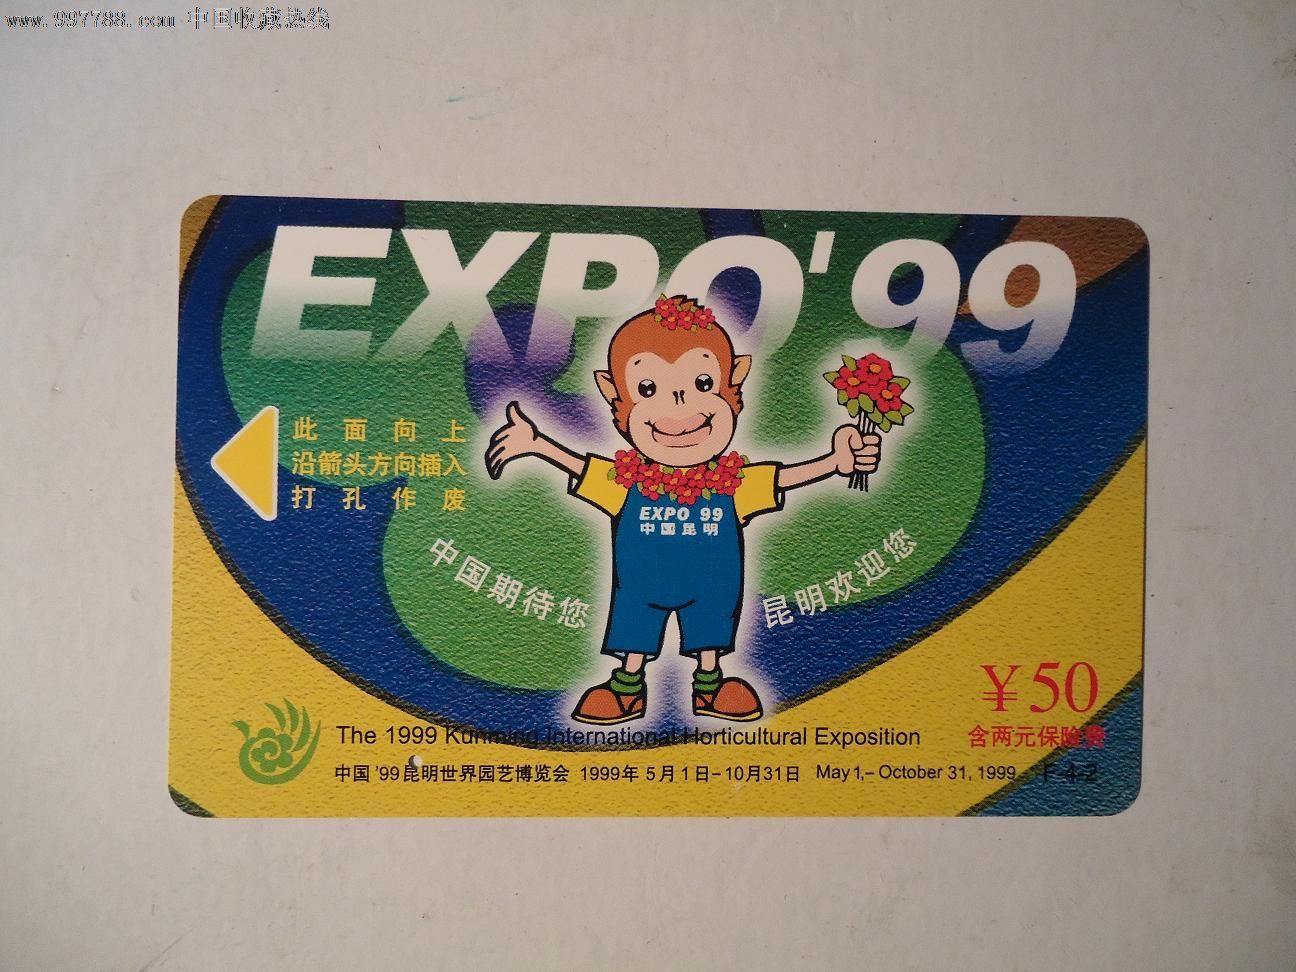 www.997788.com 中国收藏热线
EXPO'99
此面向上
沿箭头方向插入
打孔作废
EXPO 99
中国昆明
中国期待您
昆明欢迎您
¥50
含两元保险费
The 1999 Kunming International Horticultural Exposition
中国'99昆明世界园艺博览会 1999年5月1日-10月31日 May 1,- October 31, 1999 F-4-2